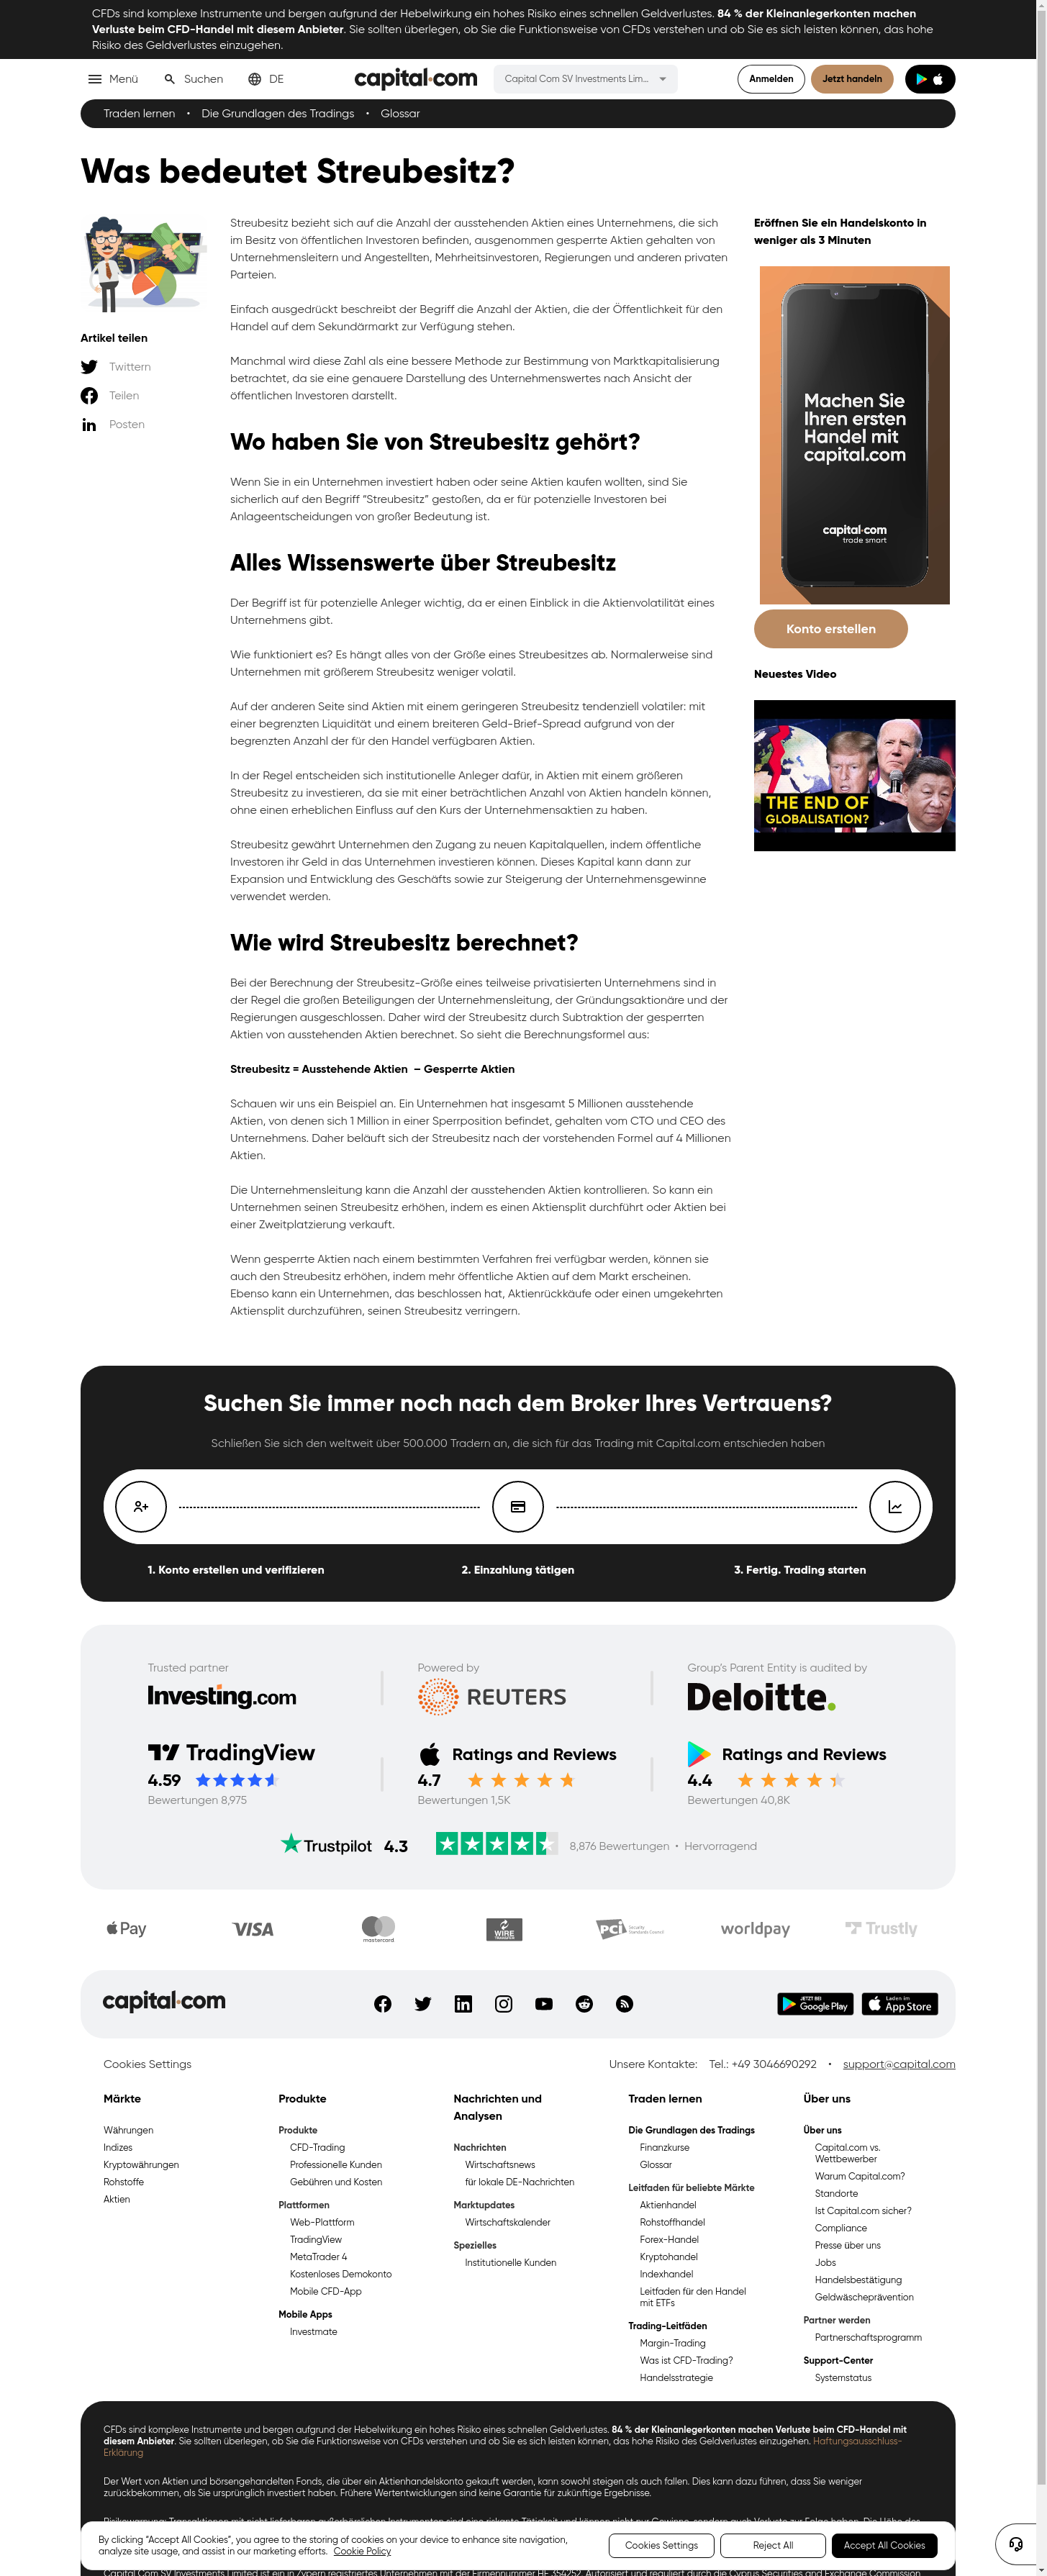 CFDs sind komplexe Instrumente und bergen aufgrund der Hebelwirkung ein hohes Risiko eines schnellen Geldverlustes. 84 % der Kleinanlegerkonten machen
Verluste beim CFD-Handel mit diesem Anbieter. Sie sollten überlegen, ob Sie die Funktionsweise von CFDs verstehen und ob Sie es sich leisten können, das hohe
Risiko des Geldverlustes einzugehen.
Menü Suchen DE capital.com Capital Com SV Investments Lim... Anmelden Jetzt handeln
Traden lernen • Die Grundlagen des Tradings • Glossar
Was bedeutet Streubesitz?
Artikel teilen
Twittern
Teilen
Posten
Streubesitz bezieht sich auf die Anzahl der ausstehenden Aktien eines Unternehmens, die sich
im Besitz von öffentlichen Investoren befinden, ausgenommen gesperrte Aktien gehalten von
Unternehmensleitern und Angestellten, Mehrheitsinvestoren, Regierungen und anderen privaten
Parteien.
Einfach ausgedrückt beschreibt der Begriff die Anzahl der Aktien, die der Öffentlichkeit für den
Handel auf dem Sekundärmarkt zur Verfügung stehen.
Manchmal wird diese Zahl als eine bessere Methode zur Bestimmung von Marktkapitalisierung
betrachtet, da sie eine genauere Darstellung des Unternehmenswertes nach Ansicht der
öffentlichen Investoren darstellt.
Wo haben Sie von Streubesitz gehört?
Wenn Sie in ein Unternehmen investiert haben oder seine Aktien kaufen wollten, sind Sie
sicherlich auf den Begriff “Streubesitz” gestoßen, da er für potenzielle Investoren bei
Anlageentscheidungen von großer Bedeutung ist.
Alles Wissenswerte über Streubesitz
Der Begriff ist für potenzielle Anleger wichtig, da er einen Einblick in die Aktienvolatilität eines
Unternehmens gibt.
Wie funktioniert es? Es hängt alles von der Größe eines Streubesitzes ab. Normalerweise sind
Unternehmen mit größerem Streubesitz weniger volatil.
Auf der anderen Seite sind Aktien mit einem geringeren Streubesitz tendenziell volatiler: mit
einer begrenzten Liquidität und einem breiteren Geld-Brief-Spread aufgrund von der
begrenzten Anzahl der für den Handel verfügbaren Aktien.
In der Regel entscheiden sich institutionelle Anleger dafür, in Aktien mit einem größeren
Streubesitz zu investieren, da sie mit einer beträchtlichen Anzahl von Aktien handeln können,
ohne einen erheblichen Einfluss auf den Kurs der Unternehmensaktien zu haben.
Streubesitz gewährt Unternehmen den Zugang zu neuen Kapitalquellen, indem öffentliche
Investoren ihr Geld in das Unternehmen investieren können. Dieses Kapital kann dann zur
Expansion und Entwicklung des Geschäfts sowie zur Steigerung der Unternehmensgewinne
verwendet werden.
Wie wird Streubesitz berechnet?
Bei der Berechnung der Streubesitz-Größe eines teilweise privatisierten Unternehmens sind in
der Regel die großen Beteiligungen der Unternehmensleitung, der Gründungsaktionäre und der
Regierungen ausgeschlossen. Daher wird der Streubesitz durch Subtraktion der gesperrten
Aktien von ausstehenden Aktien berechnet. So sieht die Berechnungsformel aus:
Streubesitz = Ausstehende Aktien – Gesperrte Aktien
Schauen wir uns ein Beispiel an. Ein Unternehmen hat insgesamt 5 Millionen ausstehende
Aktien, von denen sich 1 Million in einer Sperrposition befindet, gehalten vom CTO und CEO des
Unternehmens. Daher beläuft sich der Streubesitz nach der vorstehenden Formel auf 4 Millionen
Aktien.
Die Unternehmensleitung kann die Anzahl der ausstehenden Aktien kontrollieren. So kann ein
Unternehmen seinen Streubesitz erhöhen, indem es einen Aktiensplit durchführt oder Aktien bei
einer Zweitplatzierung verkauft.
Wenn gesperrte Aktien nach einem bestimmten Verfahren frei verfügbar werden, können sie
auch den Streubesitz erhöhen, indem mehr öffentliche Aktien auf dem Markt erscheinen.
Ebenso kann ein Unternehmen, das beschlossen hat, Aktienrückkäufe oder einen umgekehrten
Aktiensplit durchzuführen, seinen Streubesitz verringern.
Eröffnen Sie ein Handelskonto in
weniger als 3 Minuten
Machen Sie
Ihren ersten
Handel mit
capital.com
capital.com
trade smart
Konto erstellen
Neuestes Video
THE END OF
GLOBALISATION?
Suchen Sie immer noch nach dem Broker Ihres Vertrauens?
Schließen Sie sich den weltweit über 500.000 Tradern an, die sich für das Trading mit Capital.com entschieden haben
1. Konto erstellen und verifizieren 2. Einzahlung tätigen 3. Fertig. Trading starten
Trusted partner Powered by Group's Parent Entity is audited by
Investing.com REUTERS Deloitte.
TradingView Ratings and Reviews Ratings and Reviews
4.59 4.7 4.4
Bewertungen 8,975 Bewertungen 1,5K Bewertungen 40,8K
Trustpilot 4.3 8,876 Bewertungen • Hervorragend
Pay VISA mastercard WIRE TRANSFER PCI Security Standards Council worldpay Trustly
capital.com JETZT BEI Google Play Laden im App Store
Cookies Settings Unsere Kontakte: Tel.: +49 3046690292 • support@capital.com
Märkte
Währungen
Indizes
Kryptowährungen
Rohstoffe
Aktien
Produkte
Produkte
CFD-Trading
Professionelle Kunden
Gebühren und Kosten
Plattformen
Web-Plattform
TradingView
MetaTrader 4
Kostenloses Demokonto
Mobile CFD-App
Mobile Apps
Investmate
Nachrichten und
Analysen
Nachrichten
Wirtschaftsnews
für lokale DE-Nachrichten
Marktupdates
Wirtschaftskalender
Spezielles
Institutionelle Kunden
Traden lernen
Die Grundlagen des Tradings
Finanzkurse
Glossar
Leitfaden für beliebte Märkte
Aktienhandel
Rohstoffhandel
Forex-Handel
Kryptohandel
Indexhandel
Leitfaden für den Handel
mit ETFs
Trading-Leitfäden
Margin-Trading
Was ist CFD-Trading?
Handelsstrategie
Über uns
Über uns
Capital.com vs.
Wettbewerber
Warum Capital.com?
Standorte
Ist Capital.com sicher?
Compliance
Presse über uns
Jobs
Handelsbestätigung
Geldwäscheprävention
Partner werden
Partnerschaftsprogramm
Support-Center
Systemstatus
CFDs sind komplexe Instrumente und bergen aufgrund der Hebelwirkung ein hohes Risiko eines schnellen Geldverlustes. 84 % der Kleinanlegerkonten machen Verluste beim CFD-Handel mit
diesem Anbieter. Sie sollten überlegen, ob Sie die Funktionsweise von CFDs verstehen und ob Sie es sich leisten können, das hohe Risiko des Geldverlustes einzugehen. Haftungsausschluss-
Erklärung
Der Wert von Aktien und börsengehandelten Fonds, die über ein Aktienhandelskonto gekauft werden, kann sowohl steigen als auch fallen. Dies kann dazu führen, dass Sie weniger
zurückbekommen, als Sie ursprünglich investiert haben. Frühere Wertentwicklungen sind keine Garantie für zukünftige Ergebnisse.
By clicking “Accept All Cookies”, you agree to the storing of cookies on your device to enhance site navigation,
analyze site usage, and assist in our marketing efforts. Cookie Policy
Cookies Settings Reject All Accept All Cookies
Capital Com SV Investments Limited ist ein in Zypern registriertes Unternehmen mit der Firmennummer HE 354252. Autorisiert und reguliert durch die Cyprus Securities and Exchange Commission